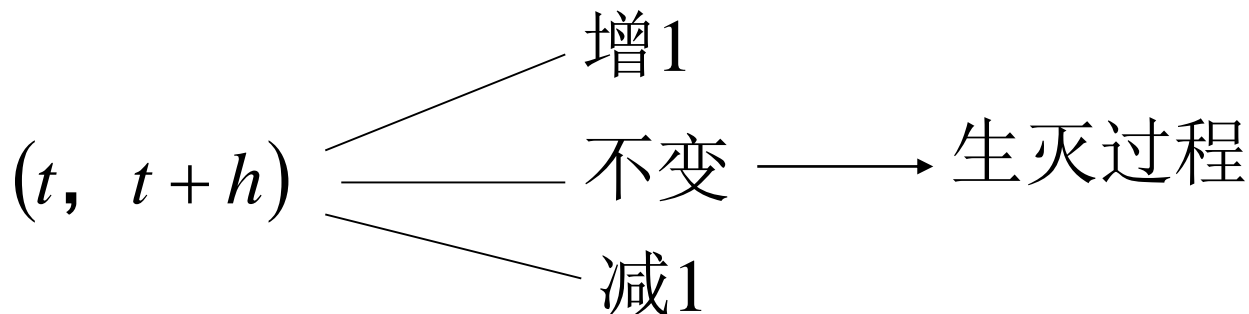 增1
(t, t + h)
不变
生灭过程
减1